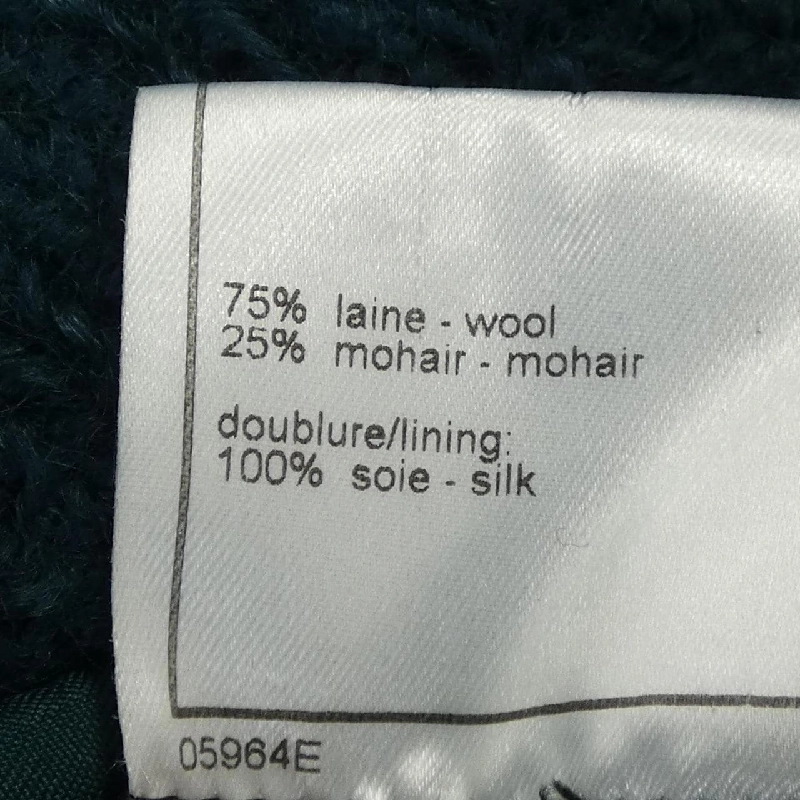 75% laine - wool
25% mohair - mohair
doublure/lining:
100% soie - silk
05964E